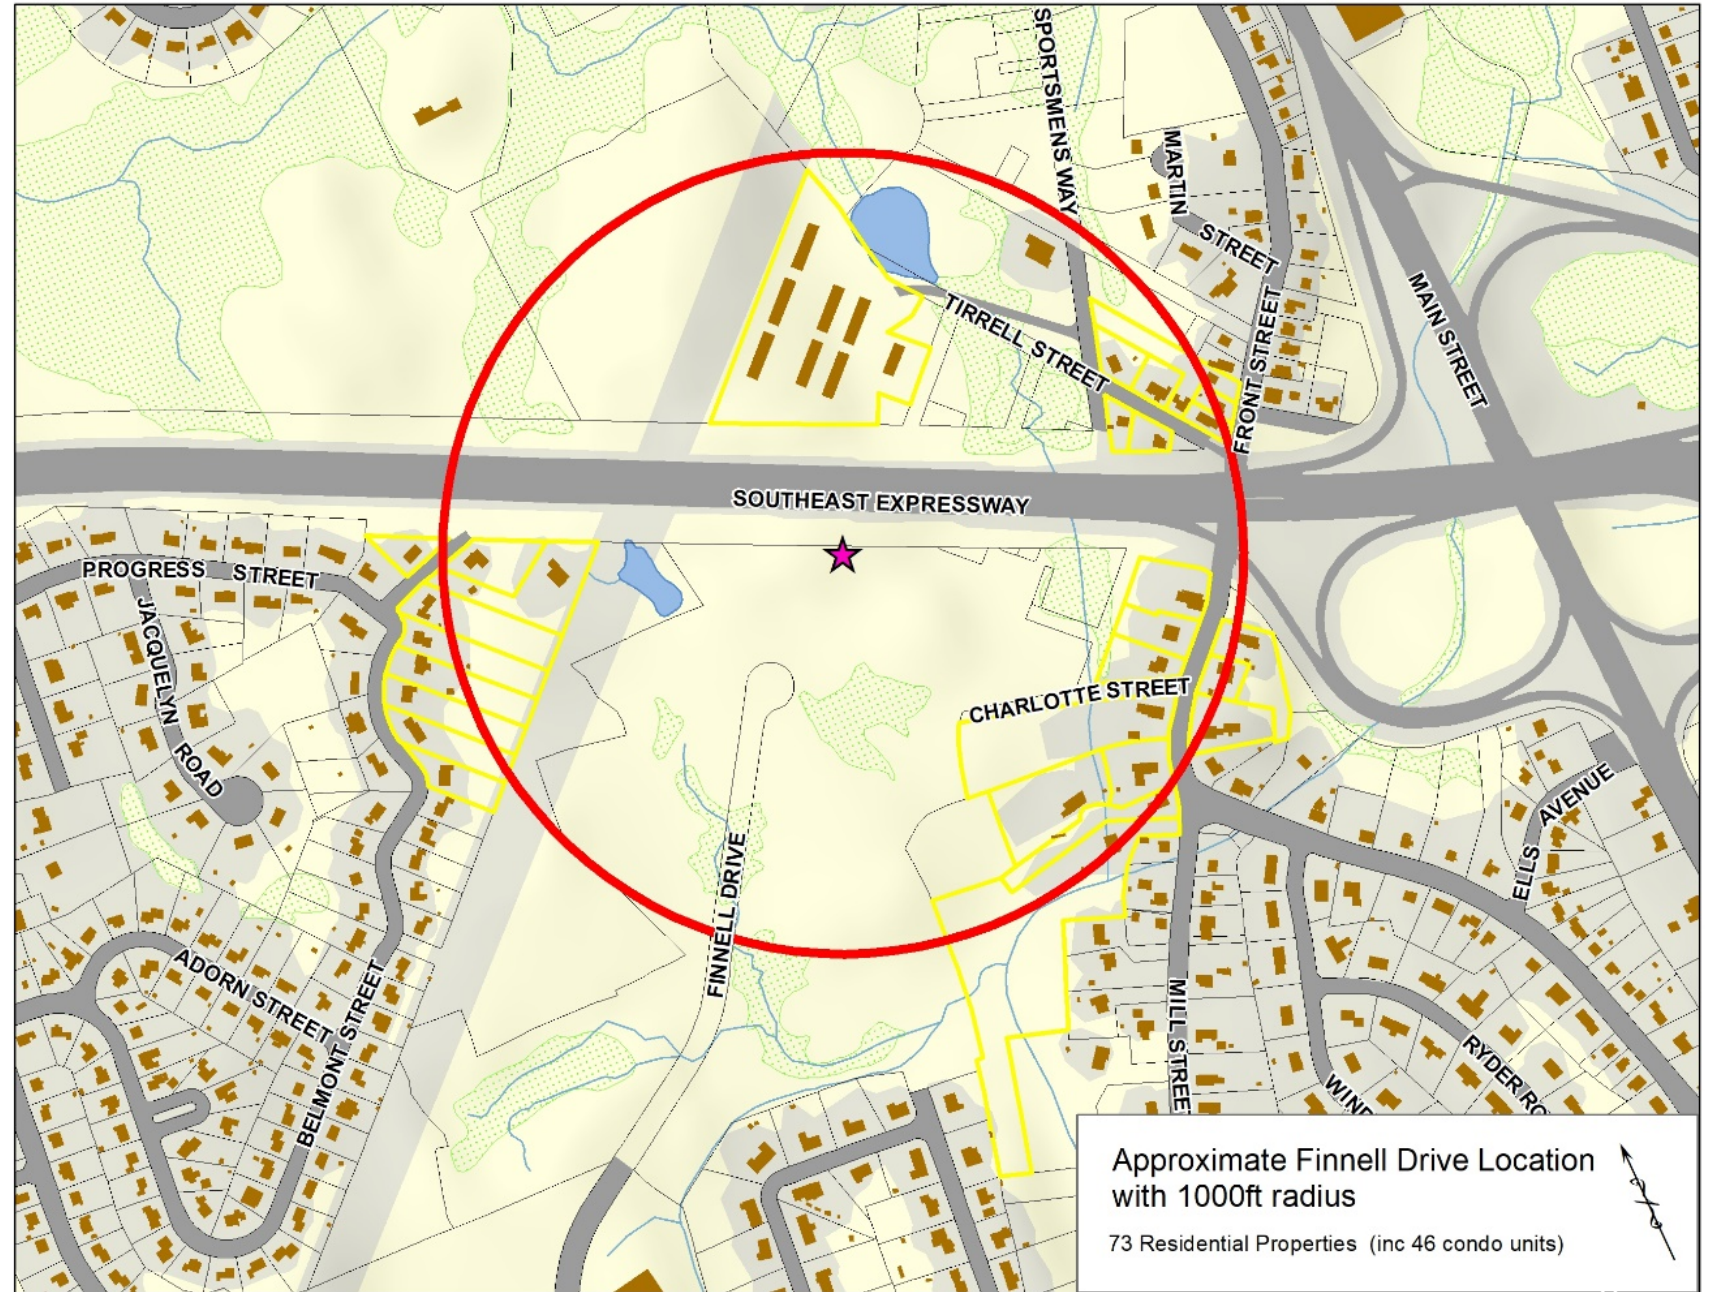 SPORTSMENS WAY
MARTIN
STREET
MAIN STREET
TIRRELL STREET
FRONT STREET
SOUTHEAST EXPRESSWAY
PROGRESS STREET
JACQUELYN
ROAD
CHARLOTTE STREET
ELLS AVENUE
FINNELL DRIVE
ADORN STREET
BELMONT STREET
MILL STREE
RYDER RO
WIND
Approximate Finnell Drive Location
with 1000ft radius
73 Residential Properties (inc 46 condo units)